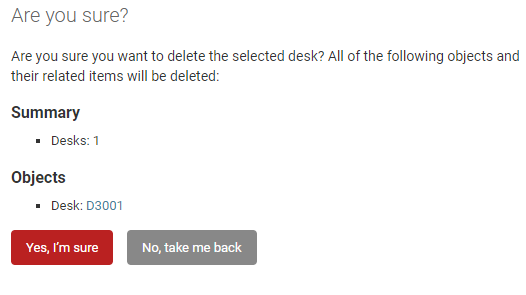 Are you sure?
Are you sure you want to delete the selected desk? All of the following objects and
their related items will be deleted:
Summary
Desks: 1
Objects
Desk: D3001
Yes, I'm sure
No, take me back